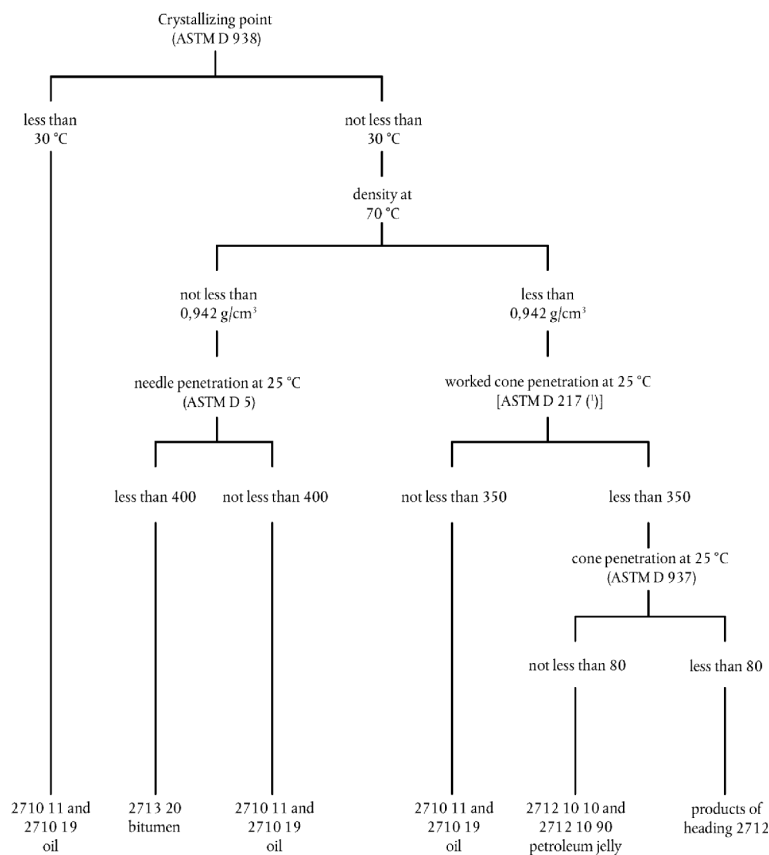 Crystallizing point
(ASTM D 938)
less than
30 °C
not less than
30 °C
density at
70 °C
not less than
0,942 g/cm³
less than
0,942 g/cm³
needle penetration at 25 °C
(ASTM D 5)
worked cone penetration at 25 °C
[ASTM D 217 (¹)]
less than 400
not less than 400
not less than 350
less than 350
cone penetration at 25 °C
(ASTM D 937)
not less than 80
less than 80
2710 11 and
2710 19
oil
2713 20
bitumen
2710 11 and
2710 19
oil
2710 11 and
2710 19
oil
2712 10 10 and
2712 10 90
petroleum jelly
products of
heading 2712